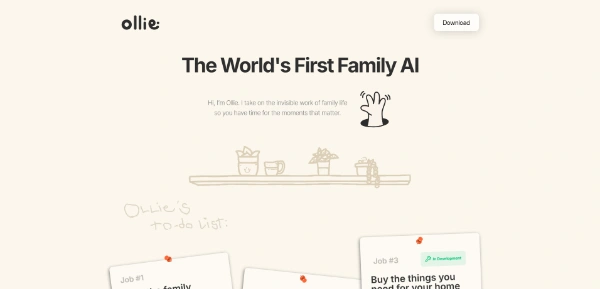 ollie
Download
The World's First Family AI
Hi, I'm Ollie. I take on the invisible work of family life
so you have time for the moments that matter.
Ollie's
to-do list:
Job #1
family
Job #3
In Development
Buy the things you
need for your home